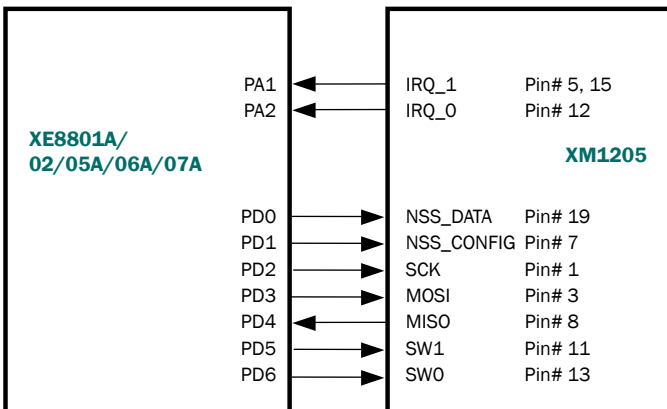 PA1 IRQ_1 Pin# 5, 15
PA2 IRQ_0 Pin# 12
XE8801A/
02/05A/06A/07A
XM1205
PD0 NSS_DATA Pin# 19
PD1 NSS_CONFIG Pin# 7
PD2 SCK Pin# 1
PD3 MOSI Pin# 3
PD4 MISO Pin# 8
PD5 SW1 Pin# 11
PD6 SW0 Pin# 13